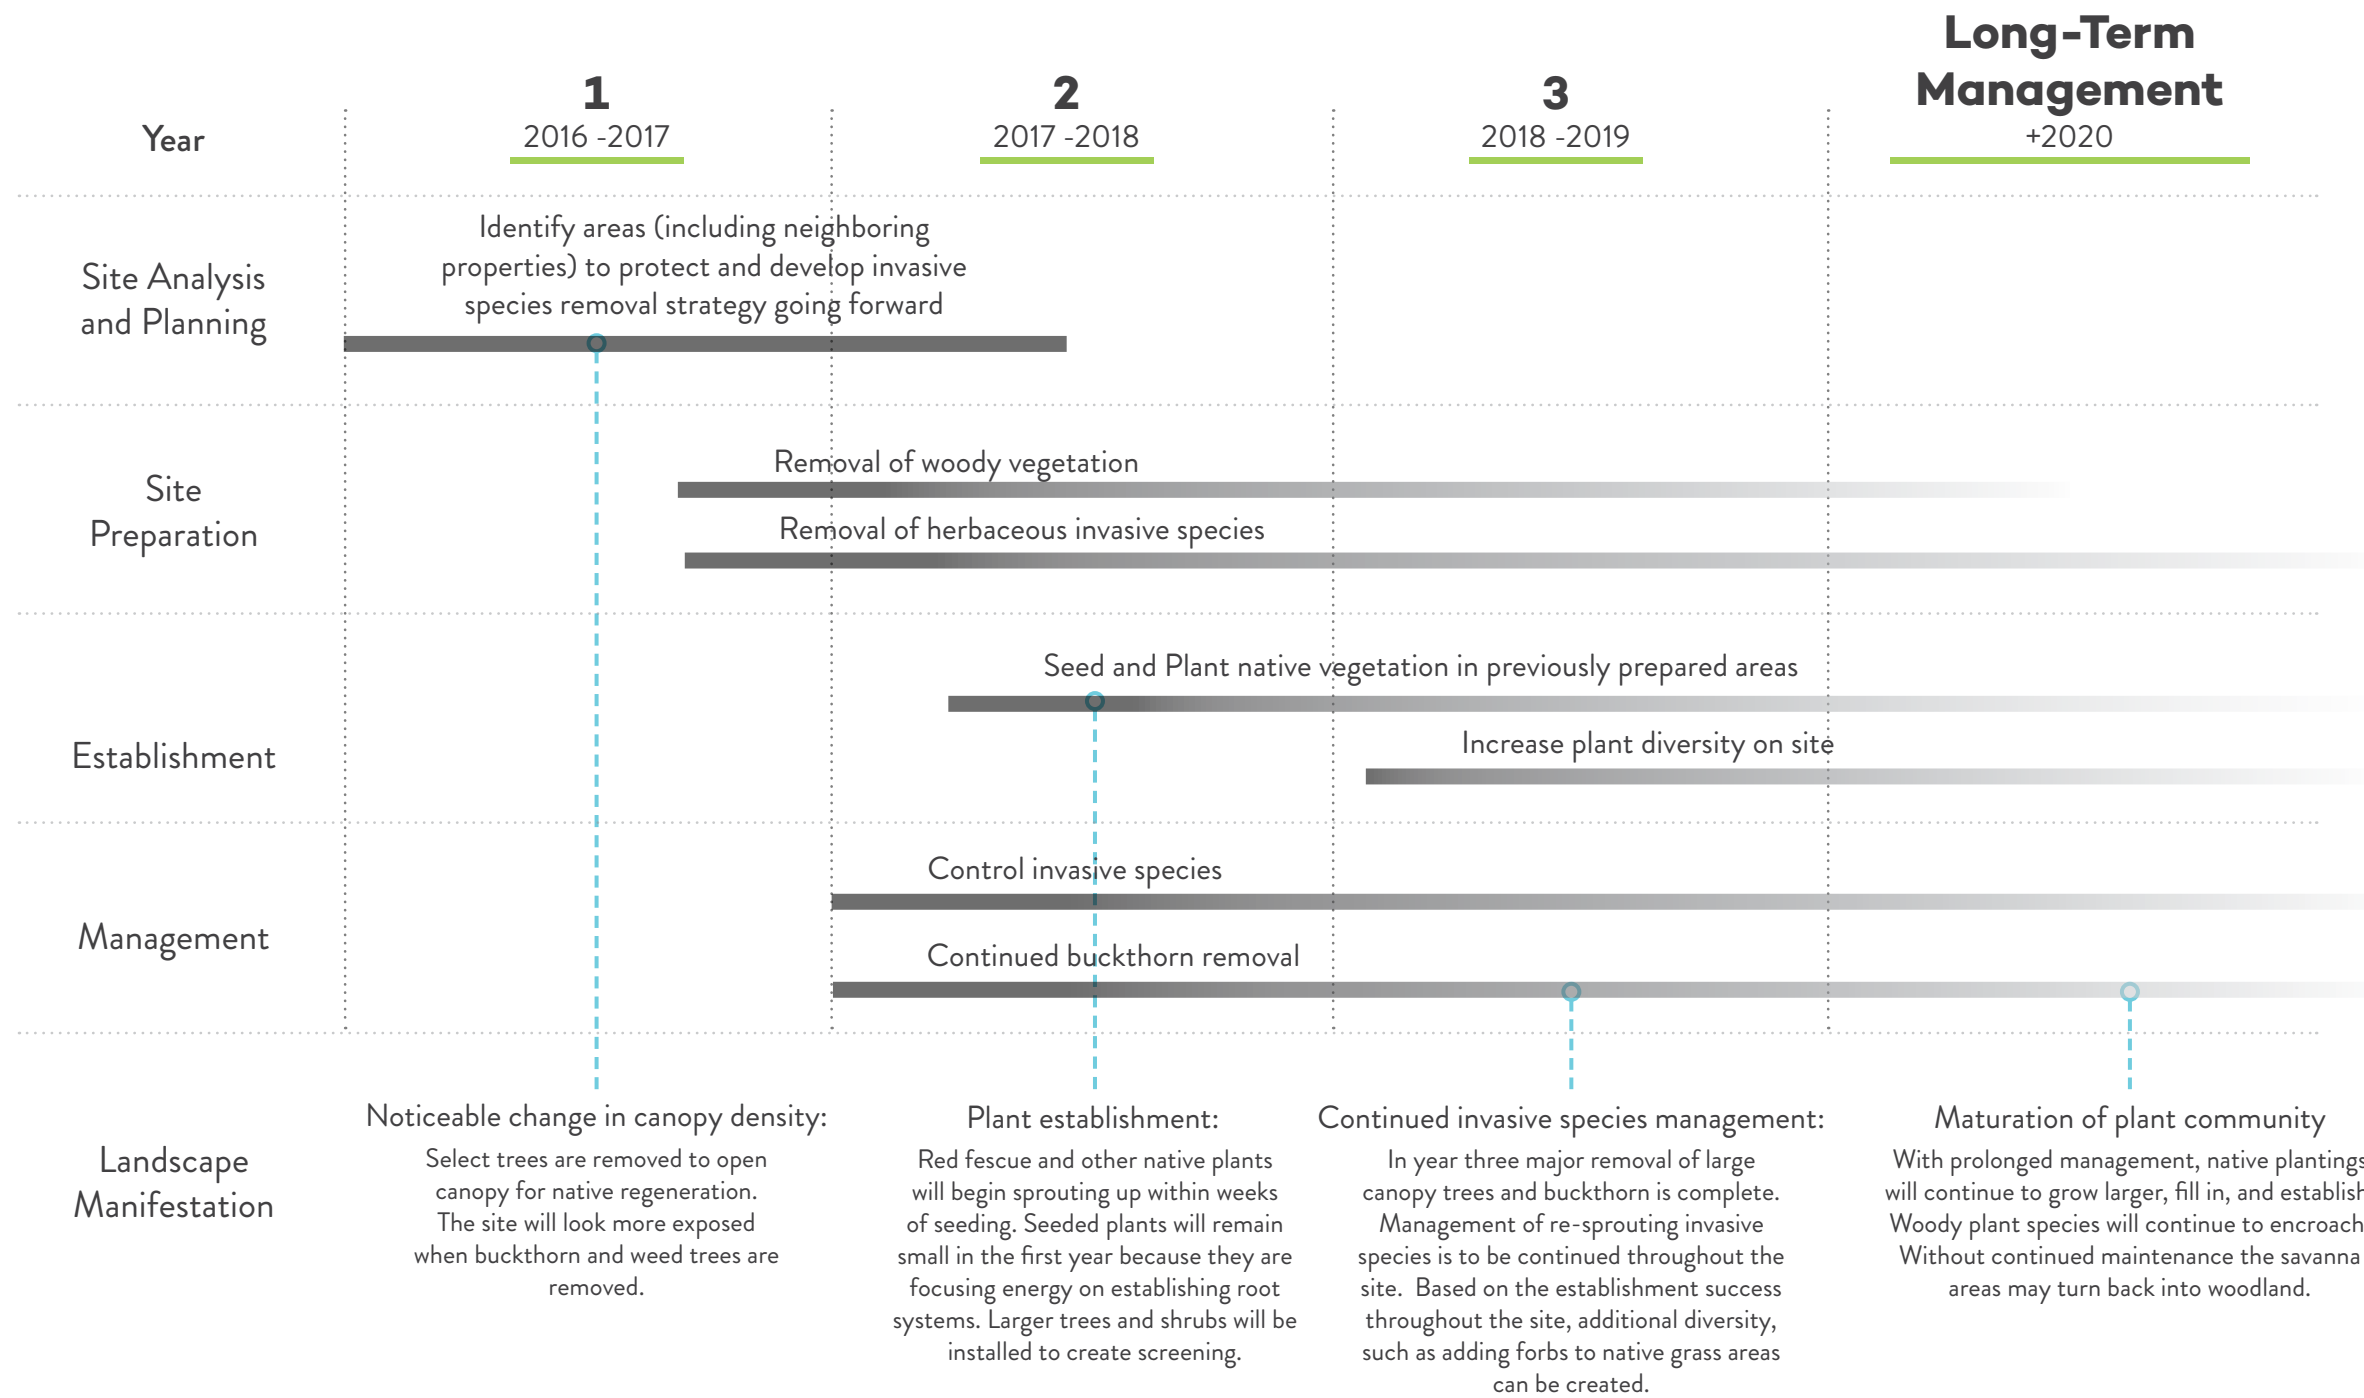 Year
1
2016 -2017
2
2017 -2018
3
2018 -2019
Long-Term
Management
+2020
Site Analysis
and Planning
Identify areas (including neighboring
properties) to protect and develop invasive
species removal strategy going forward
Site
Preparation
Removal of woody vegetation
Removal of herbaceous invasive species
Establishment
Seed and Plant native vegetation in previously prepared areas
Increase plant diversity on site
Management
Control invasive species
Continued buckthorn removal
Landscape
Manifestation
Noticeable change in canopy density:
Select trees are removed to open
canopy for native regeneration.
The site will look more exposed
when buckthorn and weed trees are
removed.
Plant establishment:
Red fescue and other native plants
will begin sprouting up within weeks
of seeding. Seeded plants will remain
small in the first year because they are
focusing energy on establishing root
systems. Larger trees and shrubs will be
installed to create screening.
Continued invasive species management:
In year three major removal of large
canopy trees and buckthorn is complete.
Management of re-sprouting invasive
species is to be continued throughout the
site. Based on the establishment success
throughout the site, additional diversity,
such as adding forbs to native grass areas
can be created.
Maturation of plant community
With prolonged management, native plantings
will continue to grow larger, fill in, and establish
Woody plant species will continue to encroach
Without continued maintenance the savanna
areas may turn back into woodland.